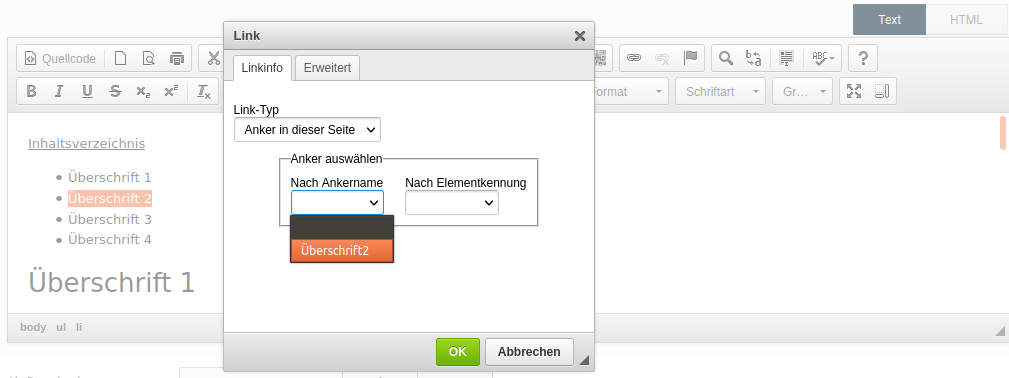 Text
HTML
Link
Quellcode
Linkinfo
Erweitert
Format
Schriftart
Gr…
Link-Typ
Anker in dieser Seite
Inhaltsverzeichnis
Anker auswählen
Nach Ankername
Nach Elementkennung
Überschrift 1
Überschrift 2
Überschrift 3
Überschrift 4
Überschrift2
Überschrift 1
body ul li
OK
Abbrechen